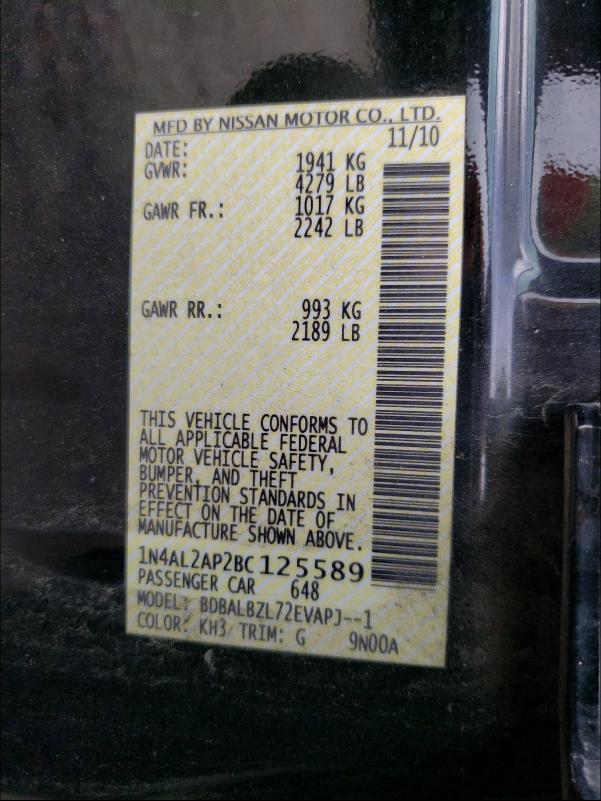 MFD BY NISSAN MOTOR CO., LTD.
DATE: 11/10
GVWR: 1941 KG
4279 LB
GAWR FR.: 1017 KG
2242 LB
GAWR RR.: 993 KG
2189 LB
THIS VEHICLE CONFORMS TO
ALL APPLICABLE FEDERAL
MOTOR VEHICLE SAFETY,
BUMPER, AND THEFT
PREVENTION STANDARDS IN
EFFECT ON THE DATE OF
MANUFACTURE SHOWN ABOVE.
1N4AL2AP2BC125589
PASSENGER CAR 648
MODEL: BDBALBZL72EVAPJ--1
COLOR: KH3 TRIM: G 9N00A